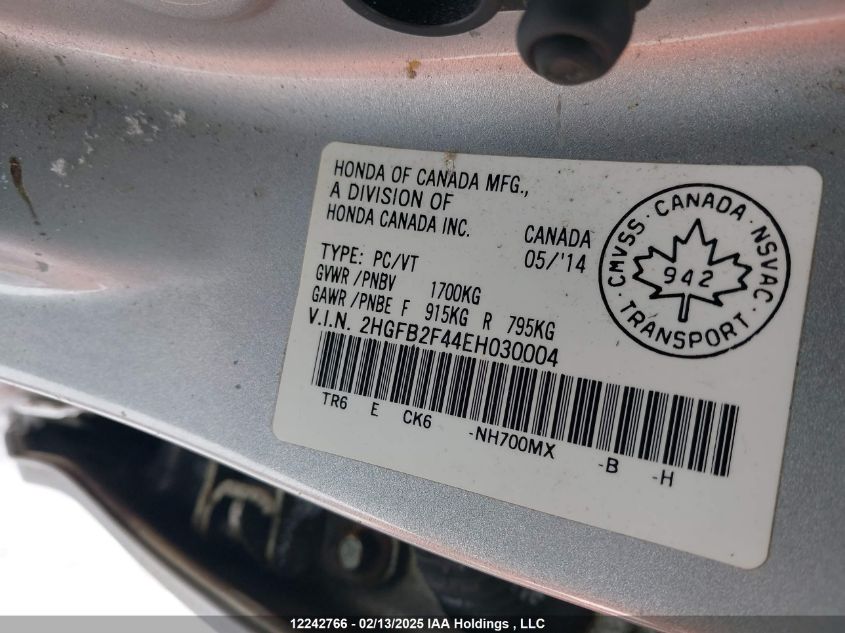 HONDA OF CANADA MFG.,
A DIVISION OF
HONDA CANADA INC.
CANADA
05/'14
TYPE: PC/VT
GVWR/PNBV 1700KG
GAWR/PNBE F 915KG R 795KG
V.I.N. 2HGFB2F44EH030004
TR6 E CK6 -NH700MX -B -H
CMVSS · CANADA · NSVAC
942
TRANSPORT
12242766 - 02/13/2025 IAA Holdings , LLC